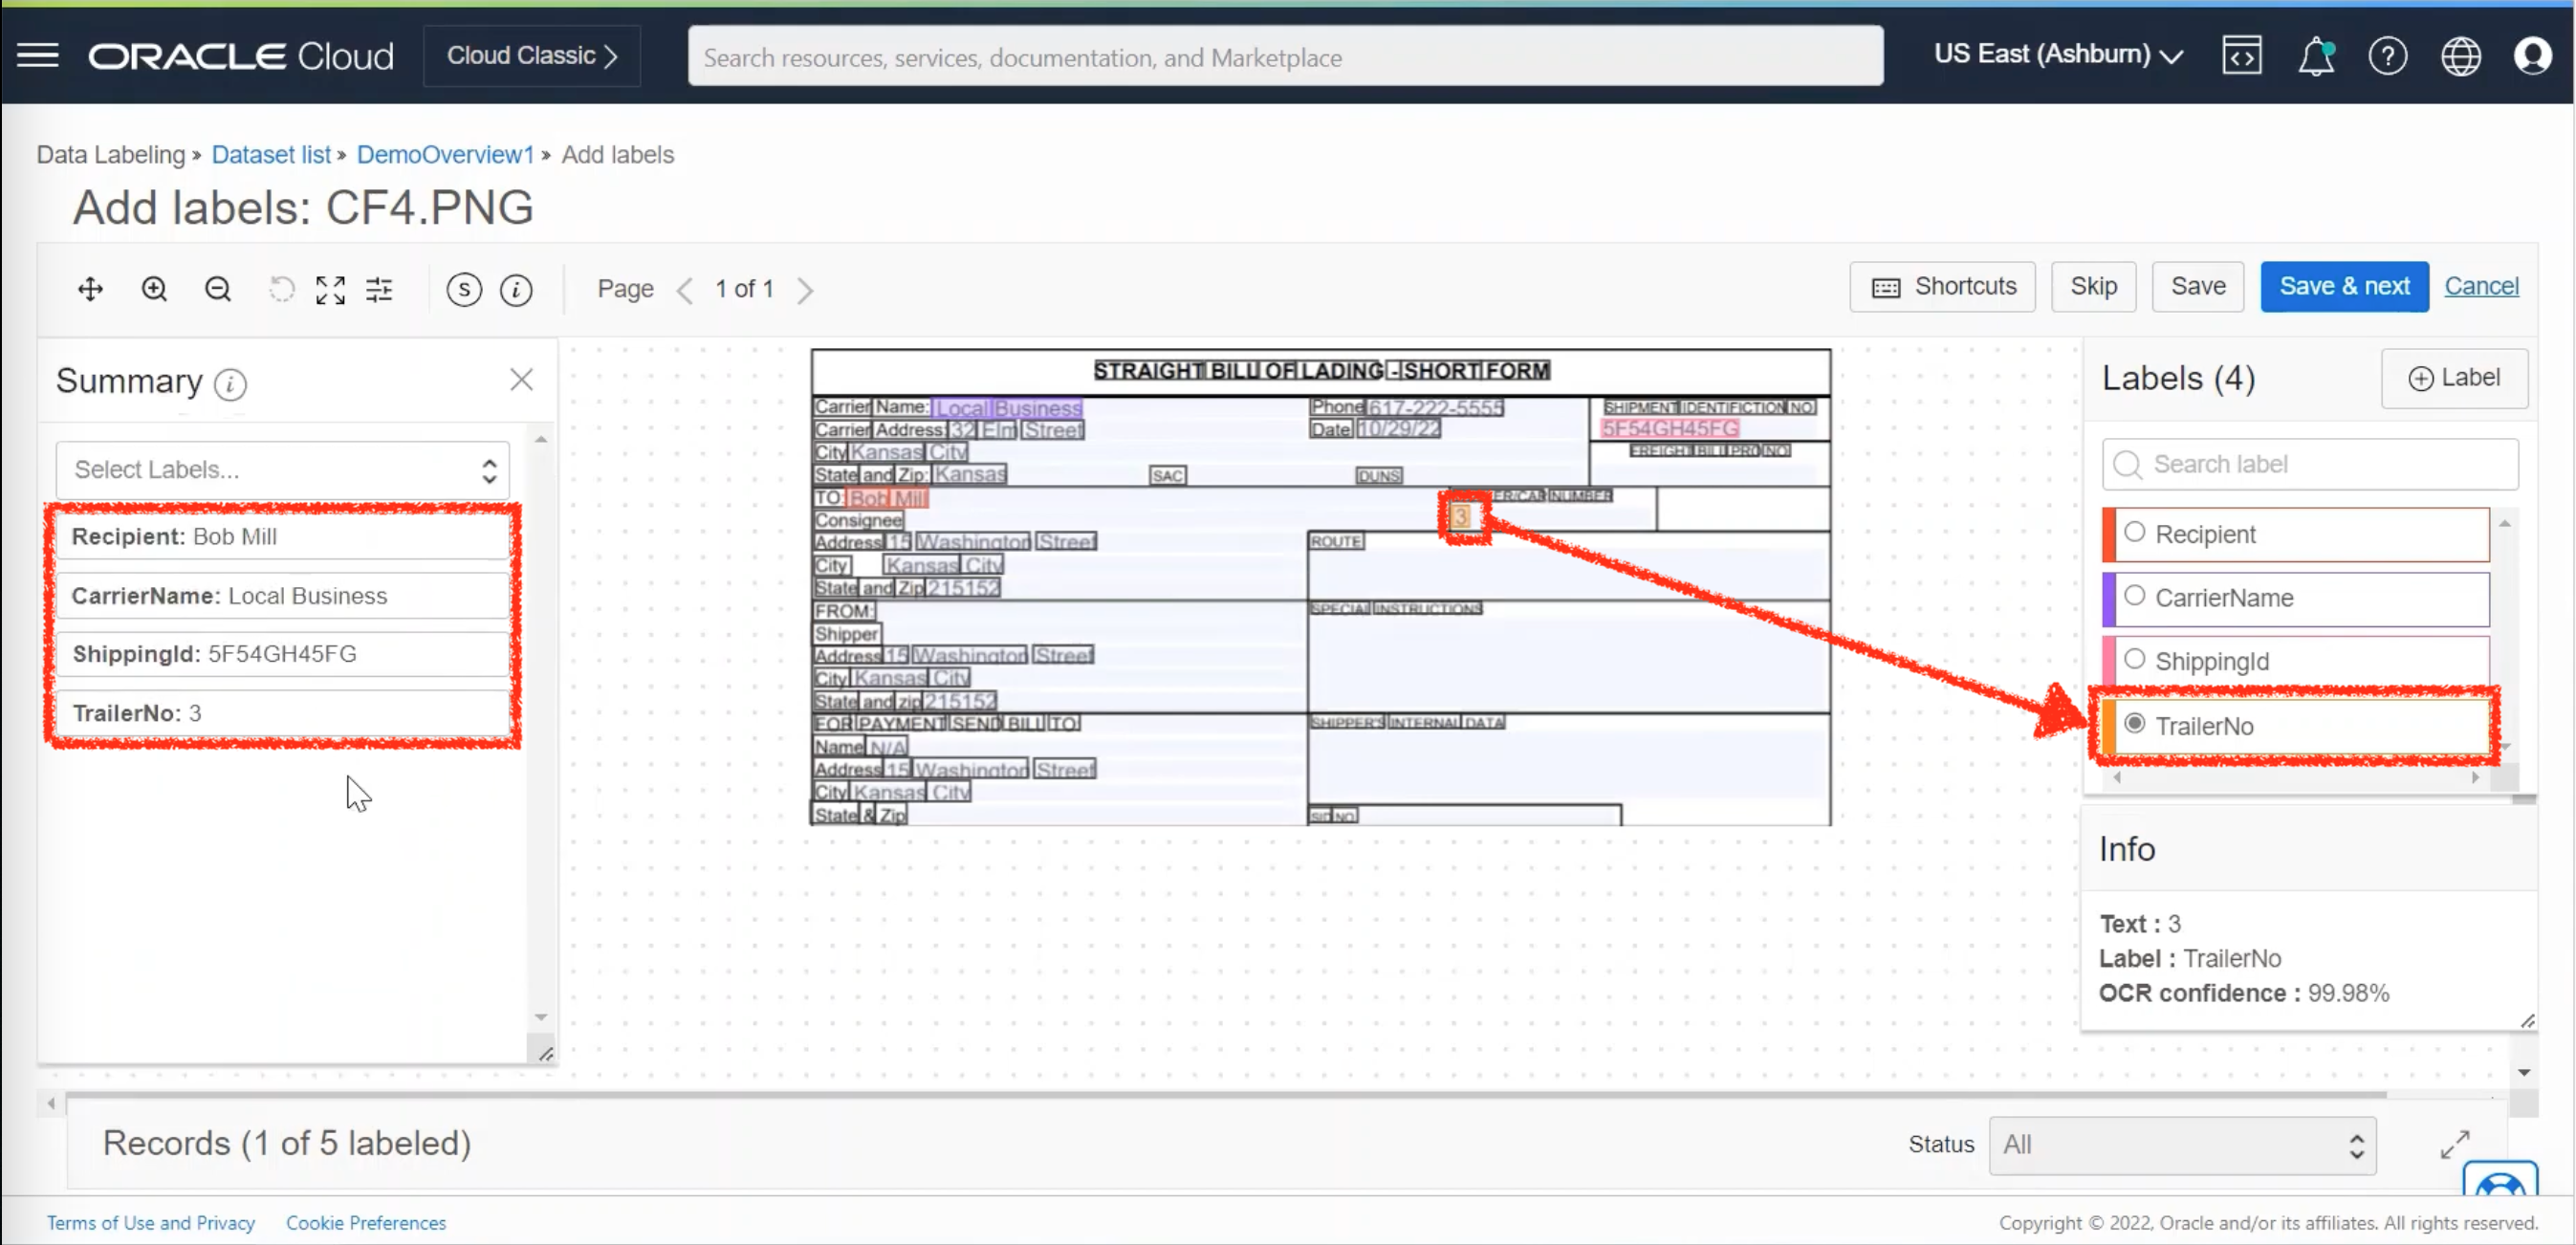 ORACLE Cloud
Cloud Classic >
Search resources, services, documentation, and Marketplace
US East (Ashburn)
Data Labeling » Dataset list » DemoOverview1 » Add labels
Add labels: CF4.PNG
S i Page < 1 of 1 >
Shortcuts Skip Save Save & next Cancel
Summary i
Select Labels...
Recipient: Bob Mill
CarrierName: Local Business
ShippingId: 5F54GH45FG
TrailerNo: 3
STRAIGHT BILL OF LADING - SHORT FORM
Carrier Name: Local Business Phone 617-222-5555 SHIPMENT IDENTIFICTION NO
Carrier Address 32 Elm Street Date 10/29/22 5F54GH45FG
City Kansas City FREIGHT BILL PRO NO
State and Zip: Kansas SAC DUNS
TO Bob Mill ER/CAR NUMBER
Consignee 3
Address 15 Washington Street ROUTE
City Kansas City
State and Zip 215152
FROM: SPECIAL INSTRUCTIONS
Shipper
Address 15 Washington Street
City Kansas City
State and zip 215152
FOR PAYMENT SEND BILL TO SHIPPER'S INTERNAL DATA
Name N/A
Address 15 Washington Street
City Kansas City
State & Zip SID NO
Labels (4) Label
Search label
Recipient
CarrierName
ShippingId
TrailerNo
Info
Text : 3
Label : TrailerNo
OCR confidence : 99.98%
Records (1 of 5 labeled) Status All
Terms of Use and Privacy Cookie Preferences
Copyright © 2022, Oracle and/or its affiliates. All rights reserved.